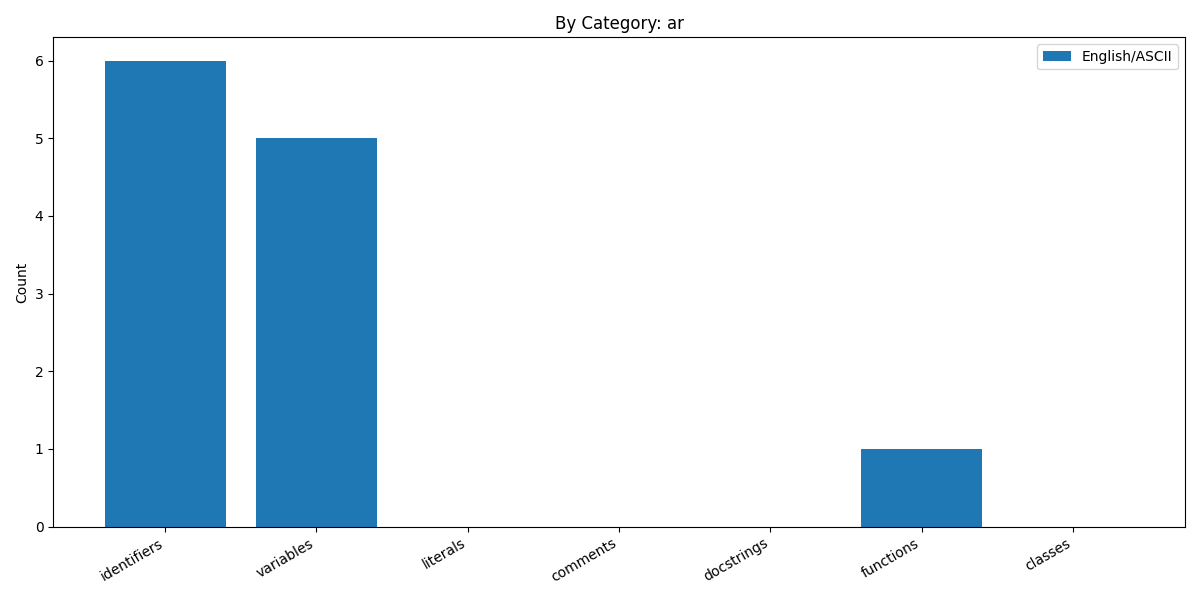 By Category: ar
English/ASCII
Count
6
5
4
3
2
1
0
identifiers
variables
literals
comments
docstrings
functions
classes